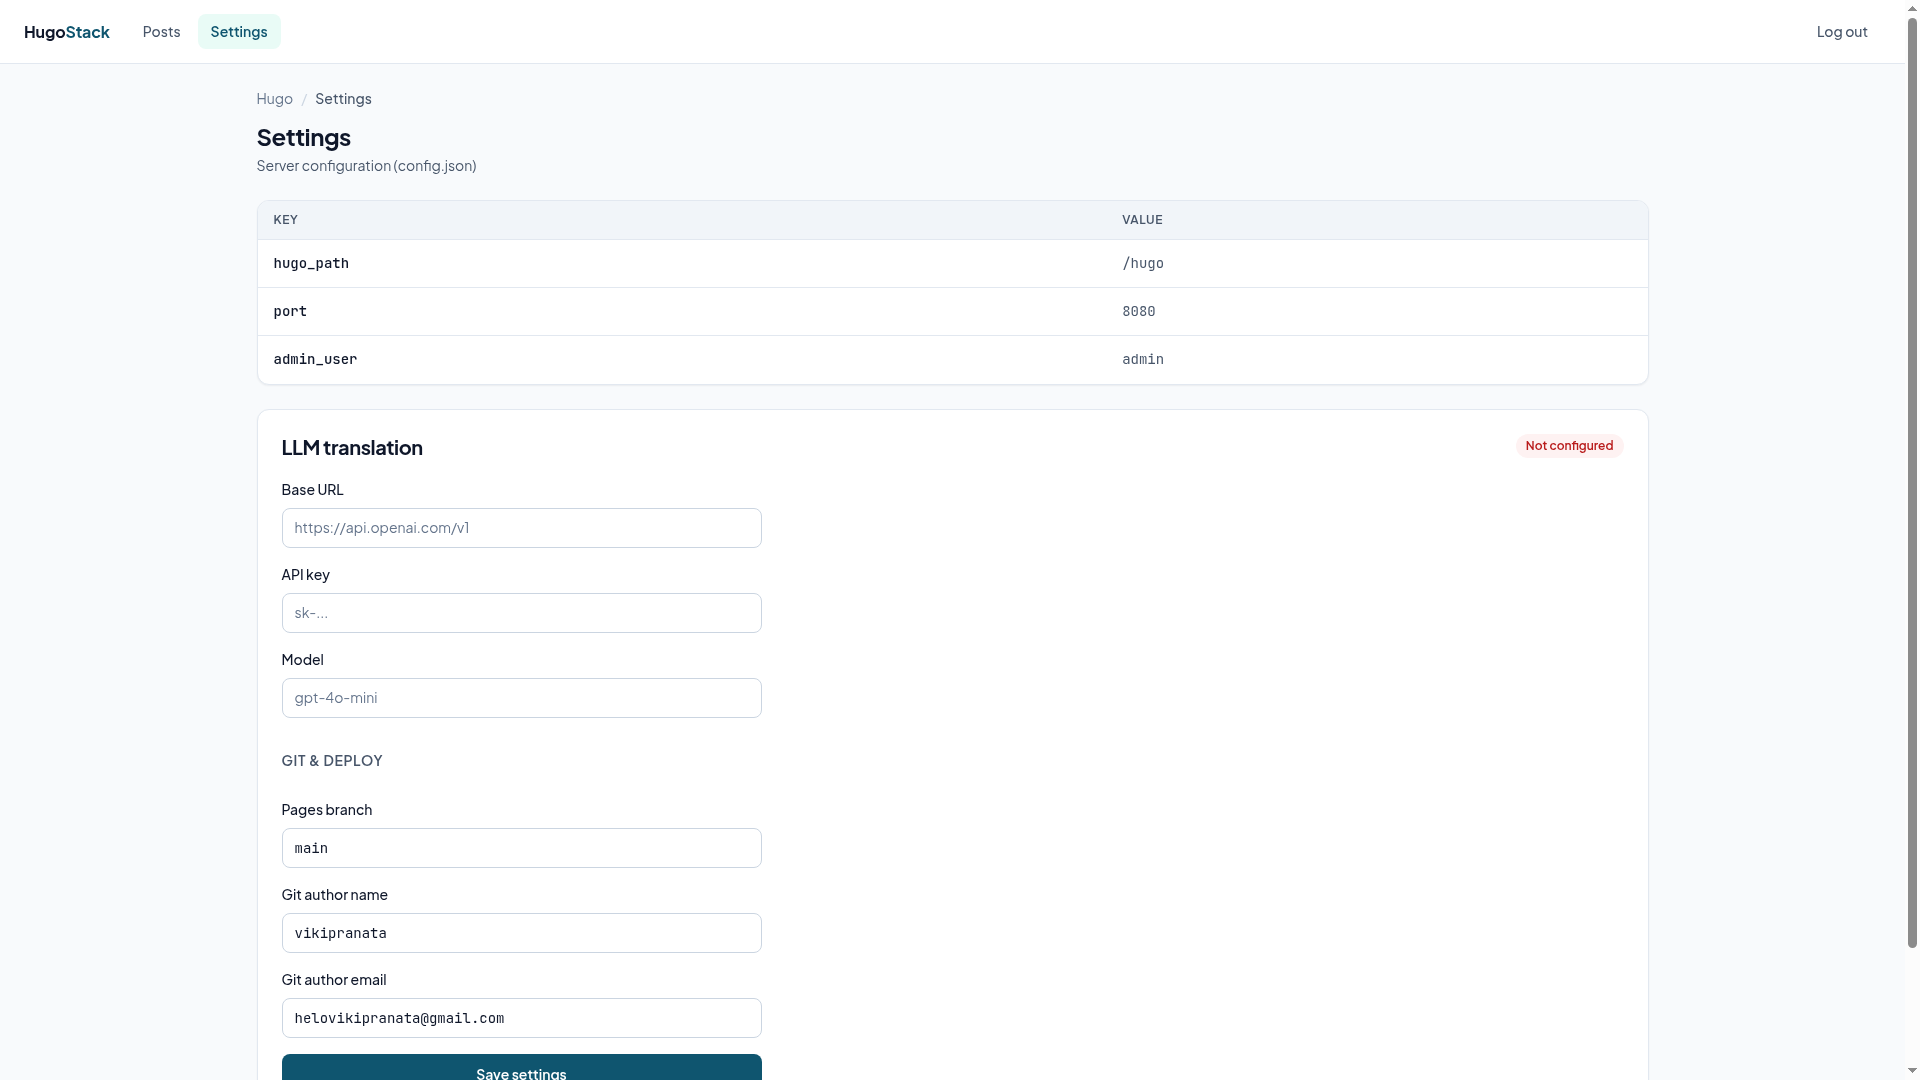 HugoStack Posts Settings Log out
Hugo / Settings
Settings
Server configuration (config.json)
KEY VALUE
hugo_path /hugo
port 8080
admin_user admin
LLM translation Not configured
Base URL
https://api.openai.com/v1
API key
sk-...
Model
gpt-4o-mini
GIT & DEPLOY
Pages branch
main
Git author name
vikipranata
Git author email
helovikipranata@gmail.com
Save settings